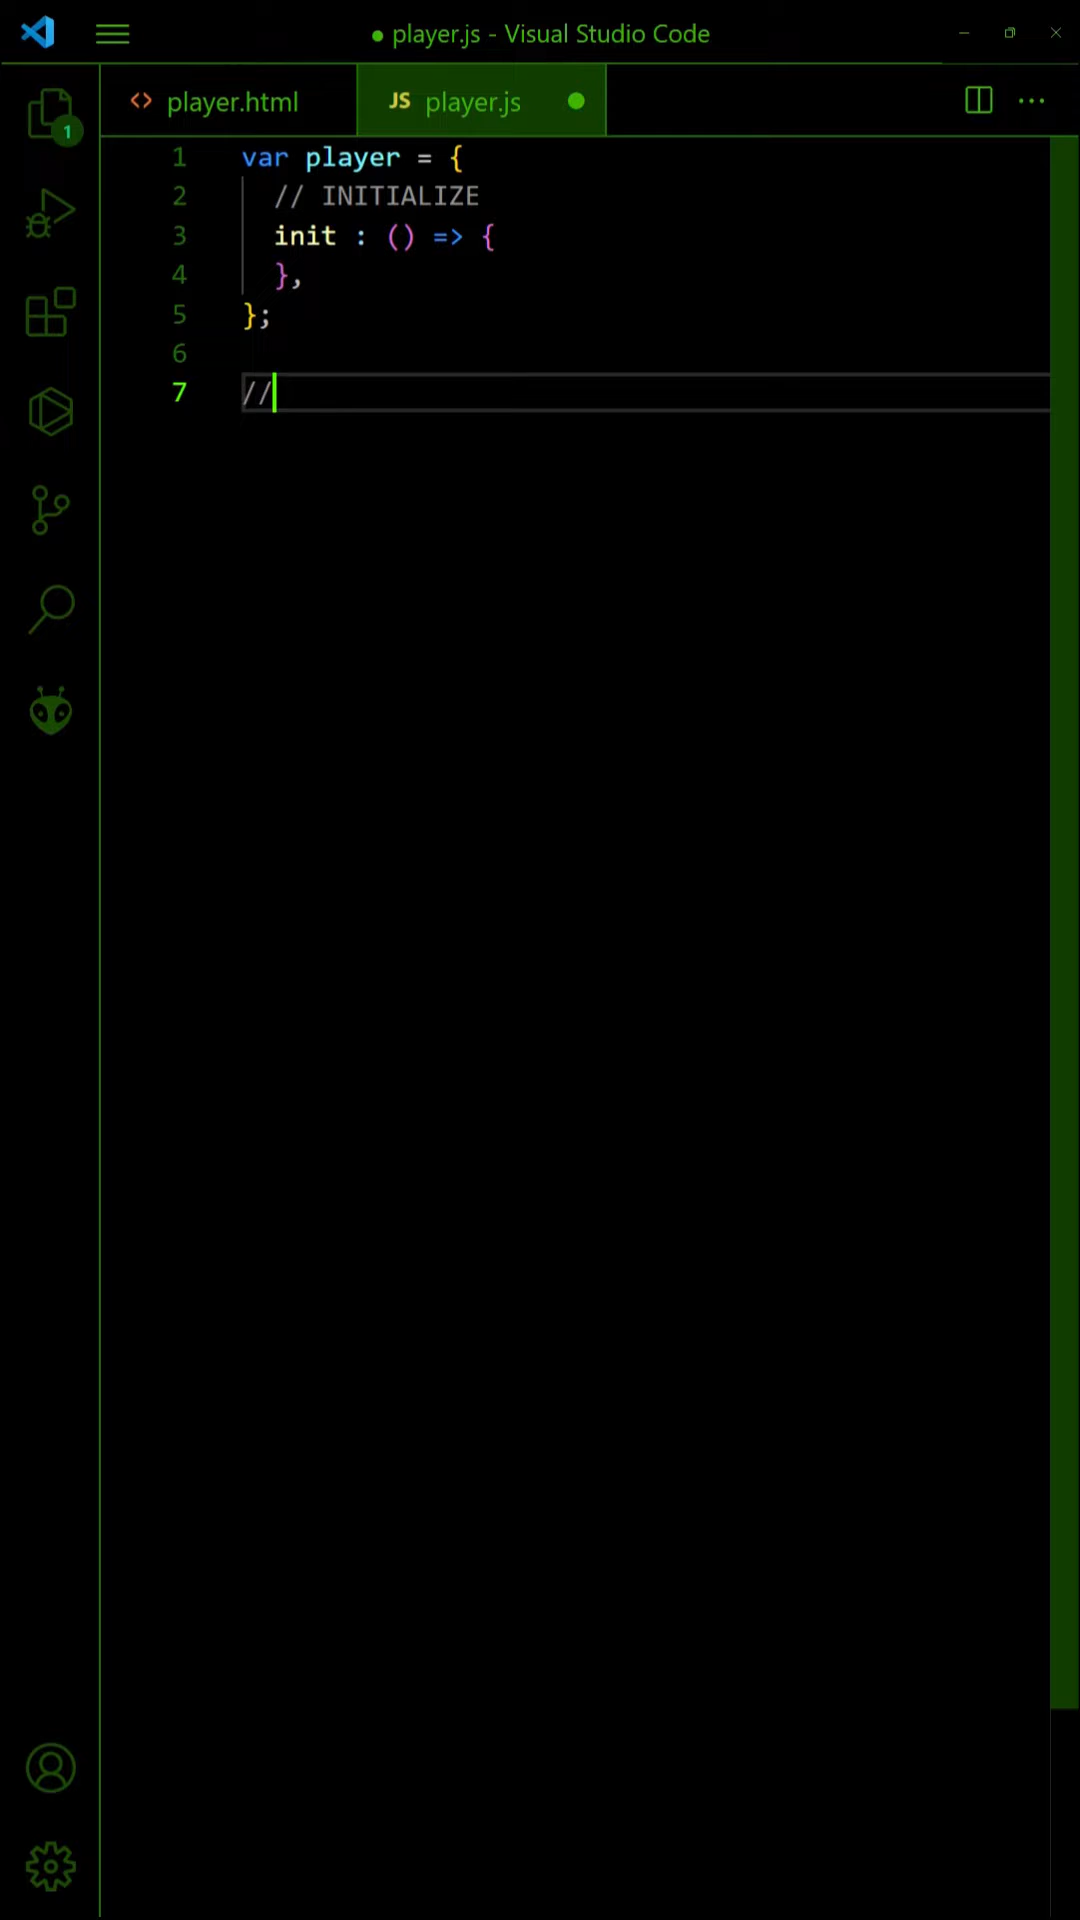 ● player.js - Visual Studio Code
<> player.html
JS player.js ●
1
1 var player = {
2 // INITIALIZE
3 init : () => {
4 },
5 };
6
7 //